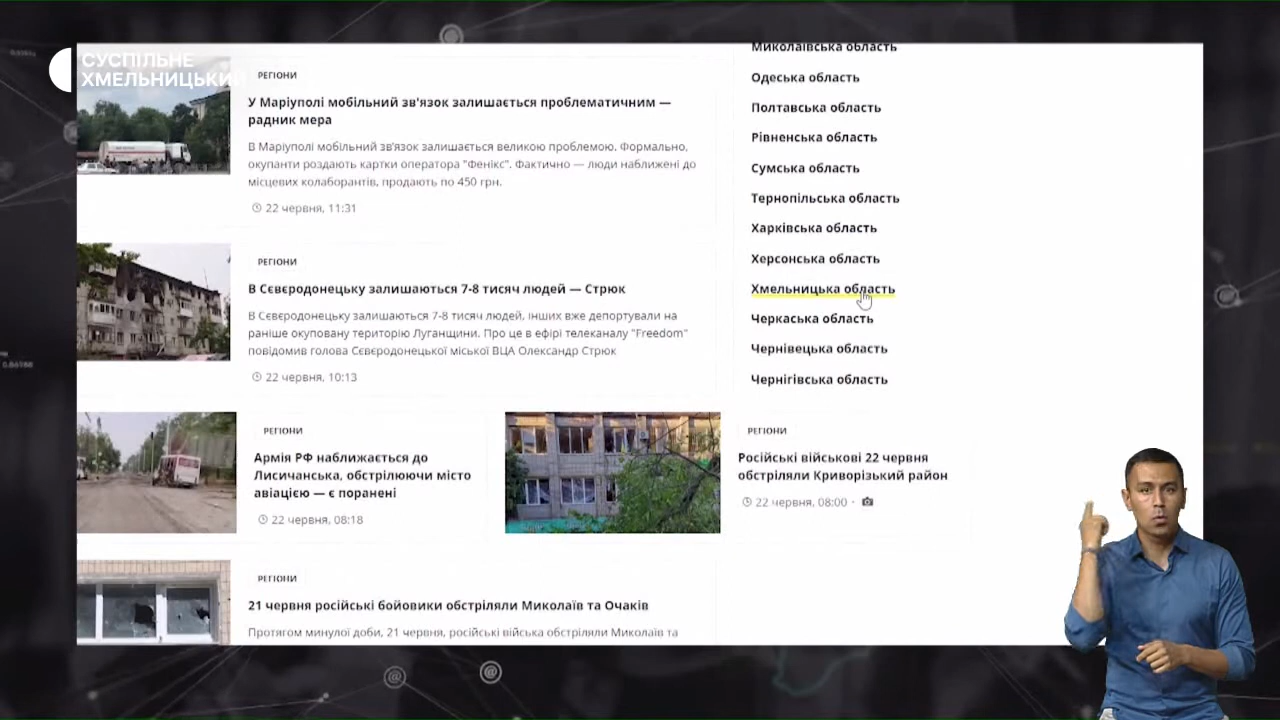 СУСПІЛЬНЕ
ХМЕЛЬНИЦЬКИЙ
РЕГІОНИ
У Маріуполі мобільний зв'язок залишається проблематичним —
радник мера
В Маріуполі мобільний зв'язок залишається великою проблемою. Формально,
окупанти роздають картки оператора "Фенікс". Фактично — люди наближені до
місцевих колаборантів, продають по 450 грн.
22 червня, 11:31
РЕГІОНИ
В Сєвєродонецьку залишаються 7-8 тисяч людей — Стрюк
В Сєвєродонецьку залишаються 7-8 тисяч людей, інших вже депортували на
раніше окуповану територію Луганщини. Про це в ефірі телеканалу "Freedom"
повідомив голова Сєвєродонецької міської ВЦА Олександр Стрюк
22 червня, 10:13
Миколаївська область
Одеська область
Полтавська область
Рівненська область
Сумська область
Тернопільська область
Харківська область
Херсонська область
Хмельницька область
Черкаська область
Чернівецька область
Чернігівська область
РЕГІОНИ
Армія РФ наближається до
Лисичанська, обстрілюючи місто
авіацією — є поранені
22 червня, 08:18
РЕГІОНИ
Російські військові 22 червня
обстріляли Криворізький район
22 червня, 08:00 ·
РЕГІОНИ
21 червня російські бойовики обстріляли Миколаїв та Очаків
Протягом минулої доби, 21 червня, російські війська обстріляли Миколаїв та